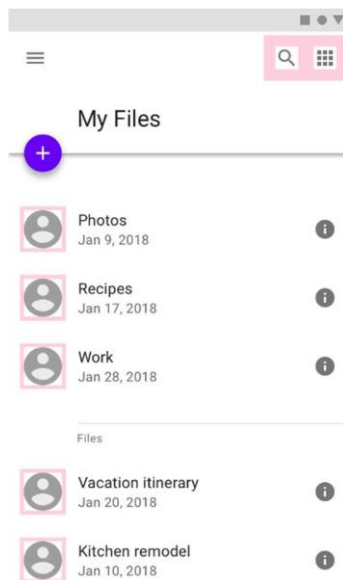 My Files
Photos
Jan 9, 2018
Recipes
Jan 17, 2018
Work
Jan 28, 2018
Files
Vacation itinerary
Jan 20, 2018
Kitchen remodel
Jan 10, 2018